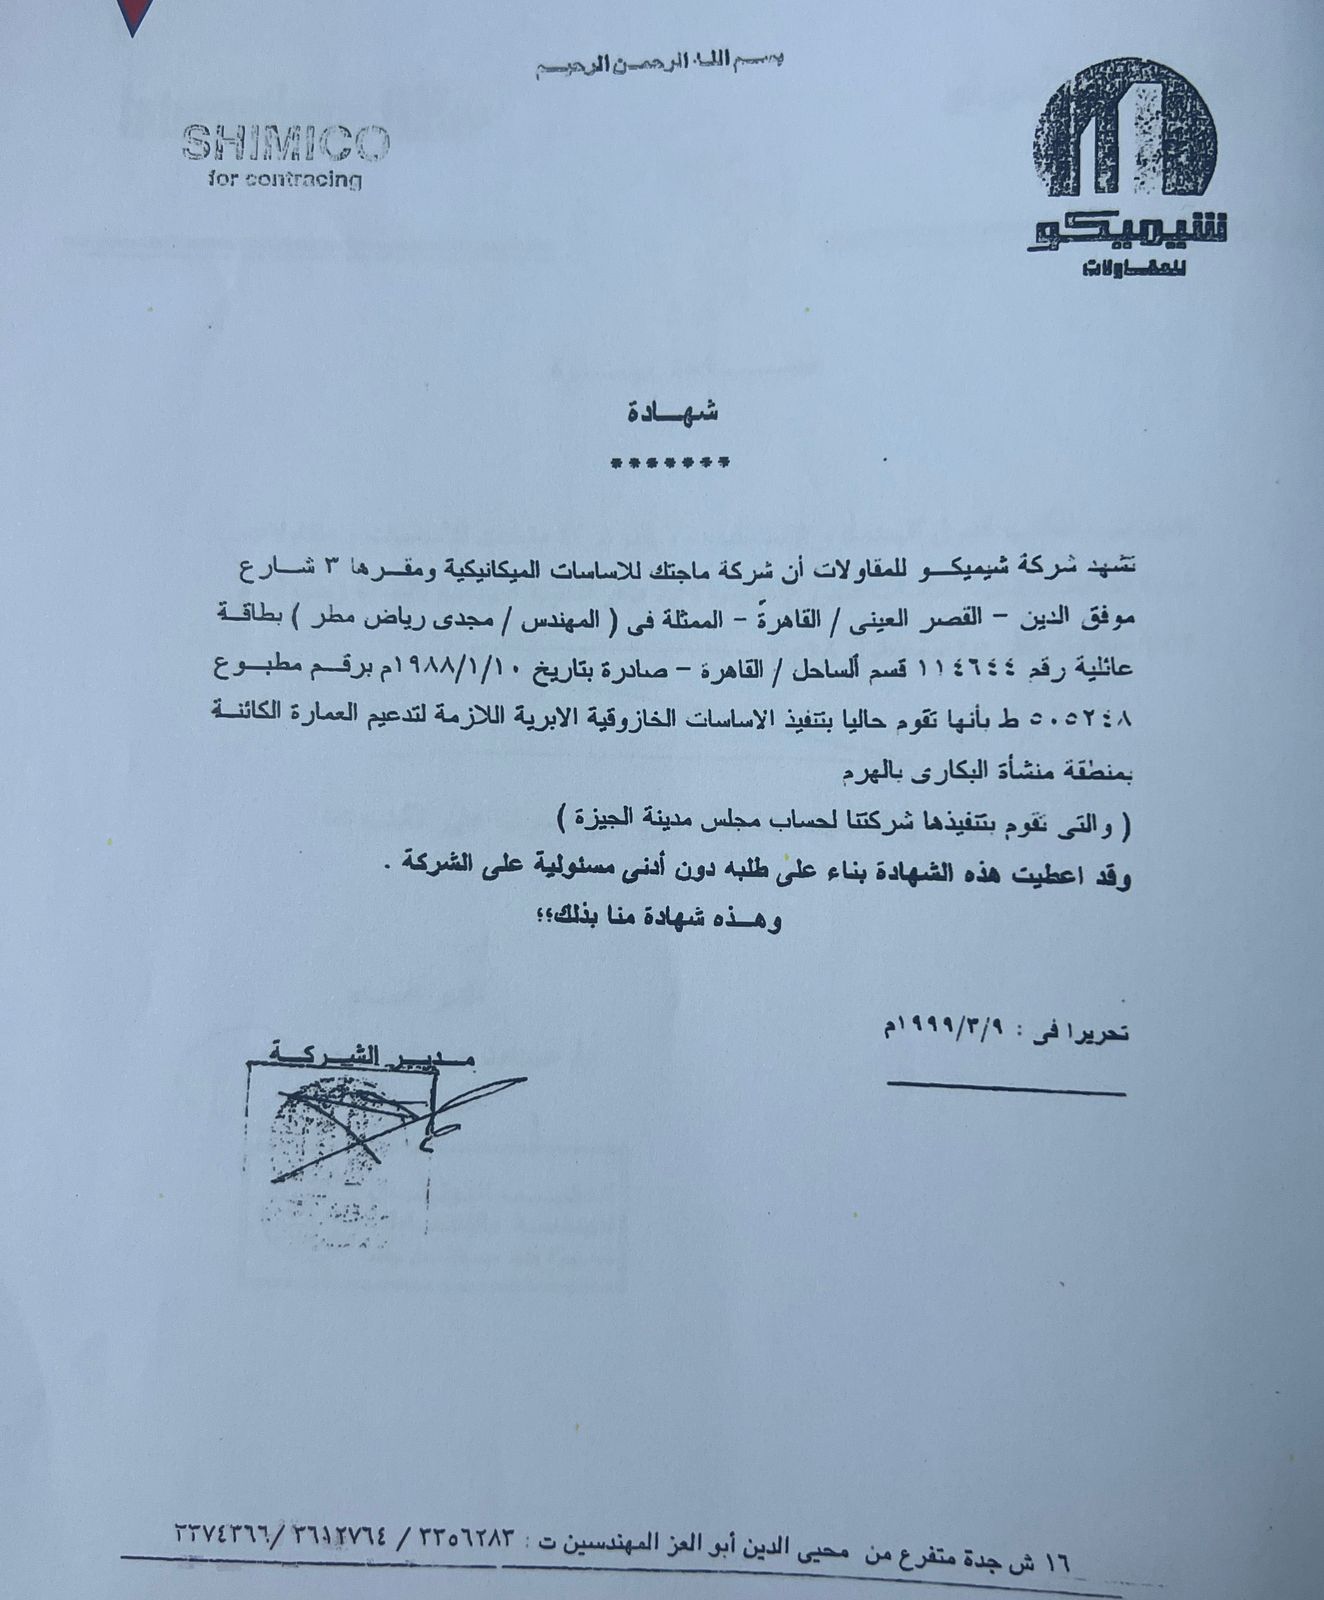 بسم الله الرحمن الرحيم
SHIMICO
for contracing
شيميكو
للمقاولات
شهادة
*******
تشهد شركة شيميكو للمقاولات أن شركة ماجتك للاساسات الميكانيكية ومقرها ٣ شارع
موفق الدين - القصر العينى / القاهرة - الممثلة فى ( المهندس / مجدى رياض مطر ) بطاقة
عائلية رقم ١١٤٦٤٤ قسم الساحل / القاهرة - صادرة بتاريخ ١٩٨٨/١/١٠م برقم مطبوع
٥٠٥٢٤٨ ط بأنها تقوم حاليا بتنفيذ الاساسات الخازوقية الابرية اللازمة لتدعيم العمارة الكائنة
بمنطقة منشأة البكارى بالهرم
( والتى تقوم بتنفيذها شركتنا لحساب مجلس مدينة الجيزة )
وقد اعطيت هذه الشهادة بناء على طلبه دون أدنى مسئولية على الشركة .
وهذه شهادة منا بذلك؛؛
تحريرا فى : ١٩٩٩/٣/٩م
مدير الشركة
١٦ ش جدة متفرع من محيى الدين أبو العز المهندسين ت : ٣٣٥٦٢٨٣ / ٣٦١٢٧٦٤ /٣٣٧٤٣٦٦